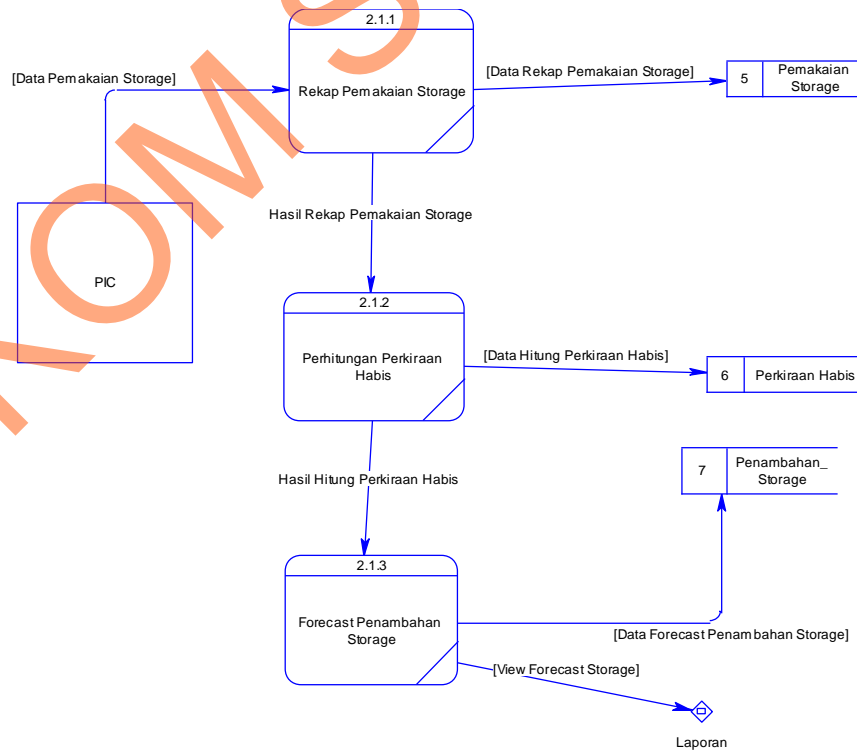 2.1.1
[Data Pemakaian Storage]
Rekap Pemakaian Storage
[Data Rekap Pemakaian Storage]
5
Pemakaian
Storage
Hasil Rekap Pemakaian Storage
PIC
2.1.2
Perhitungan Perkiraan
Habis
[Data Hitung Perkiraan Habis]
6
Perkiraan Habis
Hasil Hitung Perkiraan Habis
7
Penambahan_
Storage
2.1.3
Forecast Penambahan
Storage
[Data Forecast Penambahan Storage]
[View Forecast Storage]
Laporan
KOMS